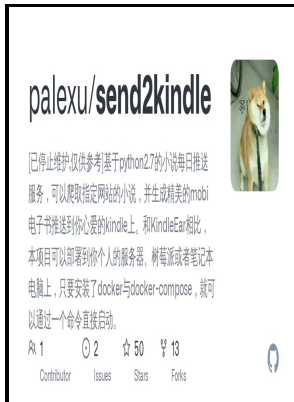 palexu/send2kindle
[已停止维护,仅供参考]基于python2.7的小说每日推送
服务，可以爬取指定网站的小说，并生成精美的mobi
电子书推送到你心爱的kindle上。和KindleEar相比，
本项目可以部署到你个人的服务器、树莓派或者笔记本
电脑上，只要安装了docker与docker-compose，就可
以通过一个命令直接启动。
1 2 50 13
Contributor Issues Stars Forks